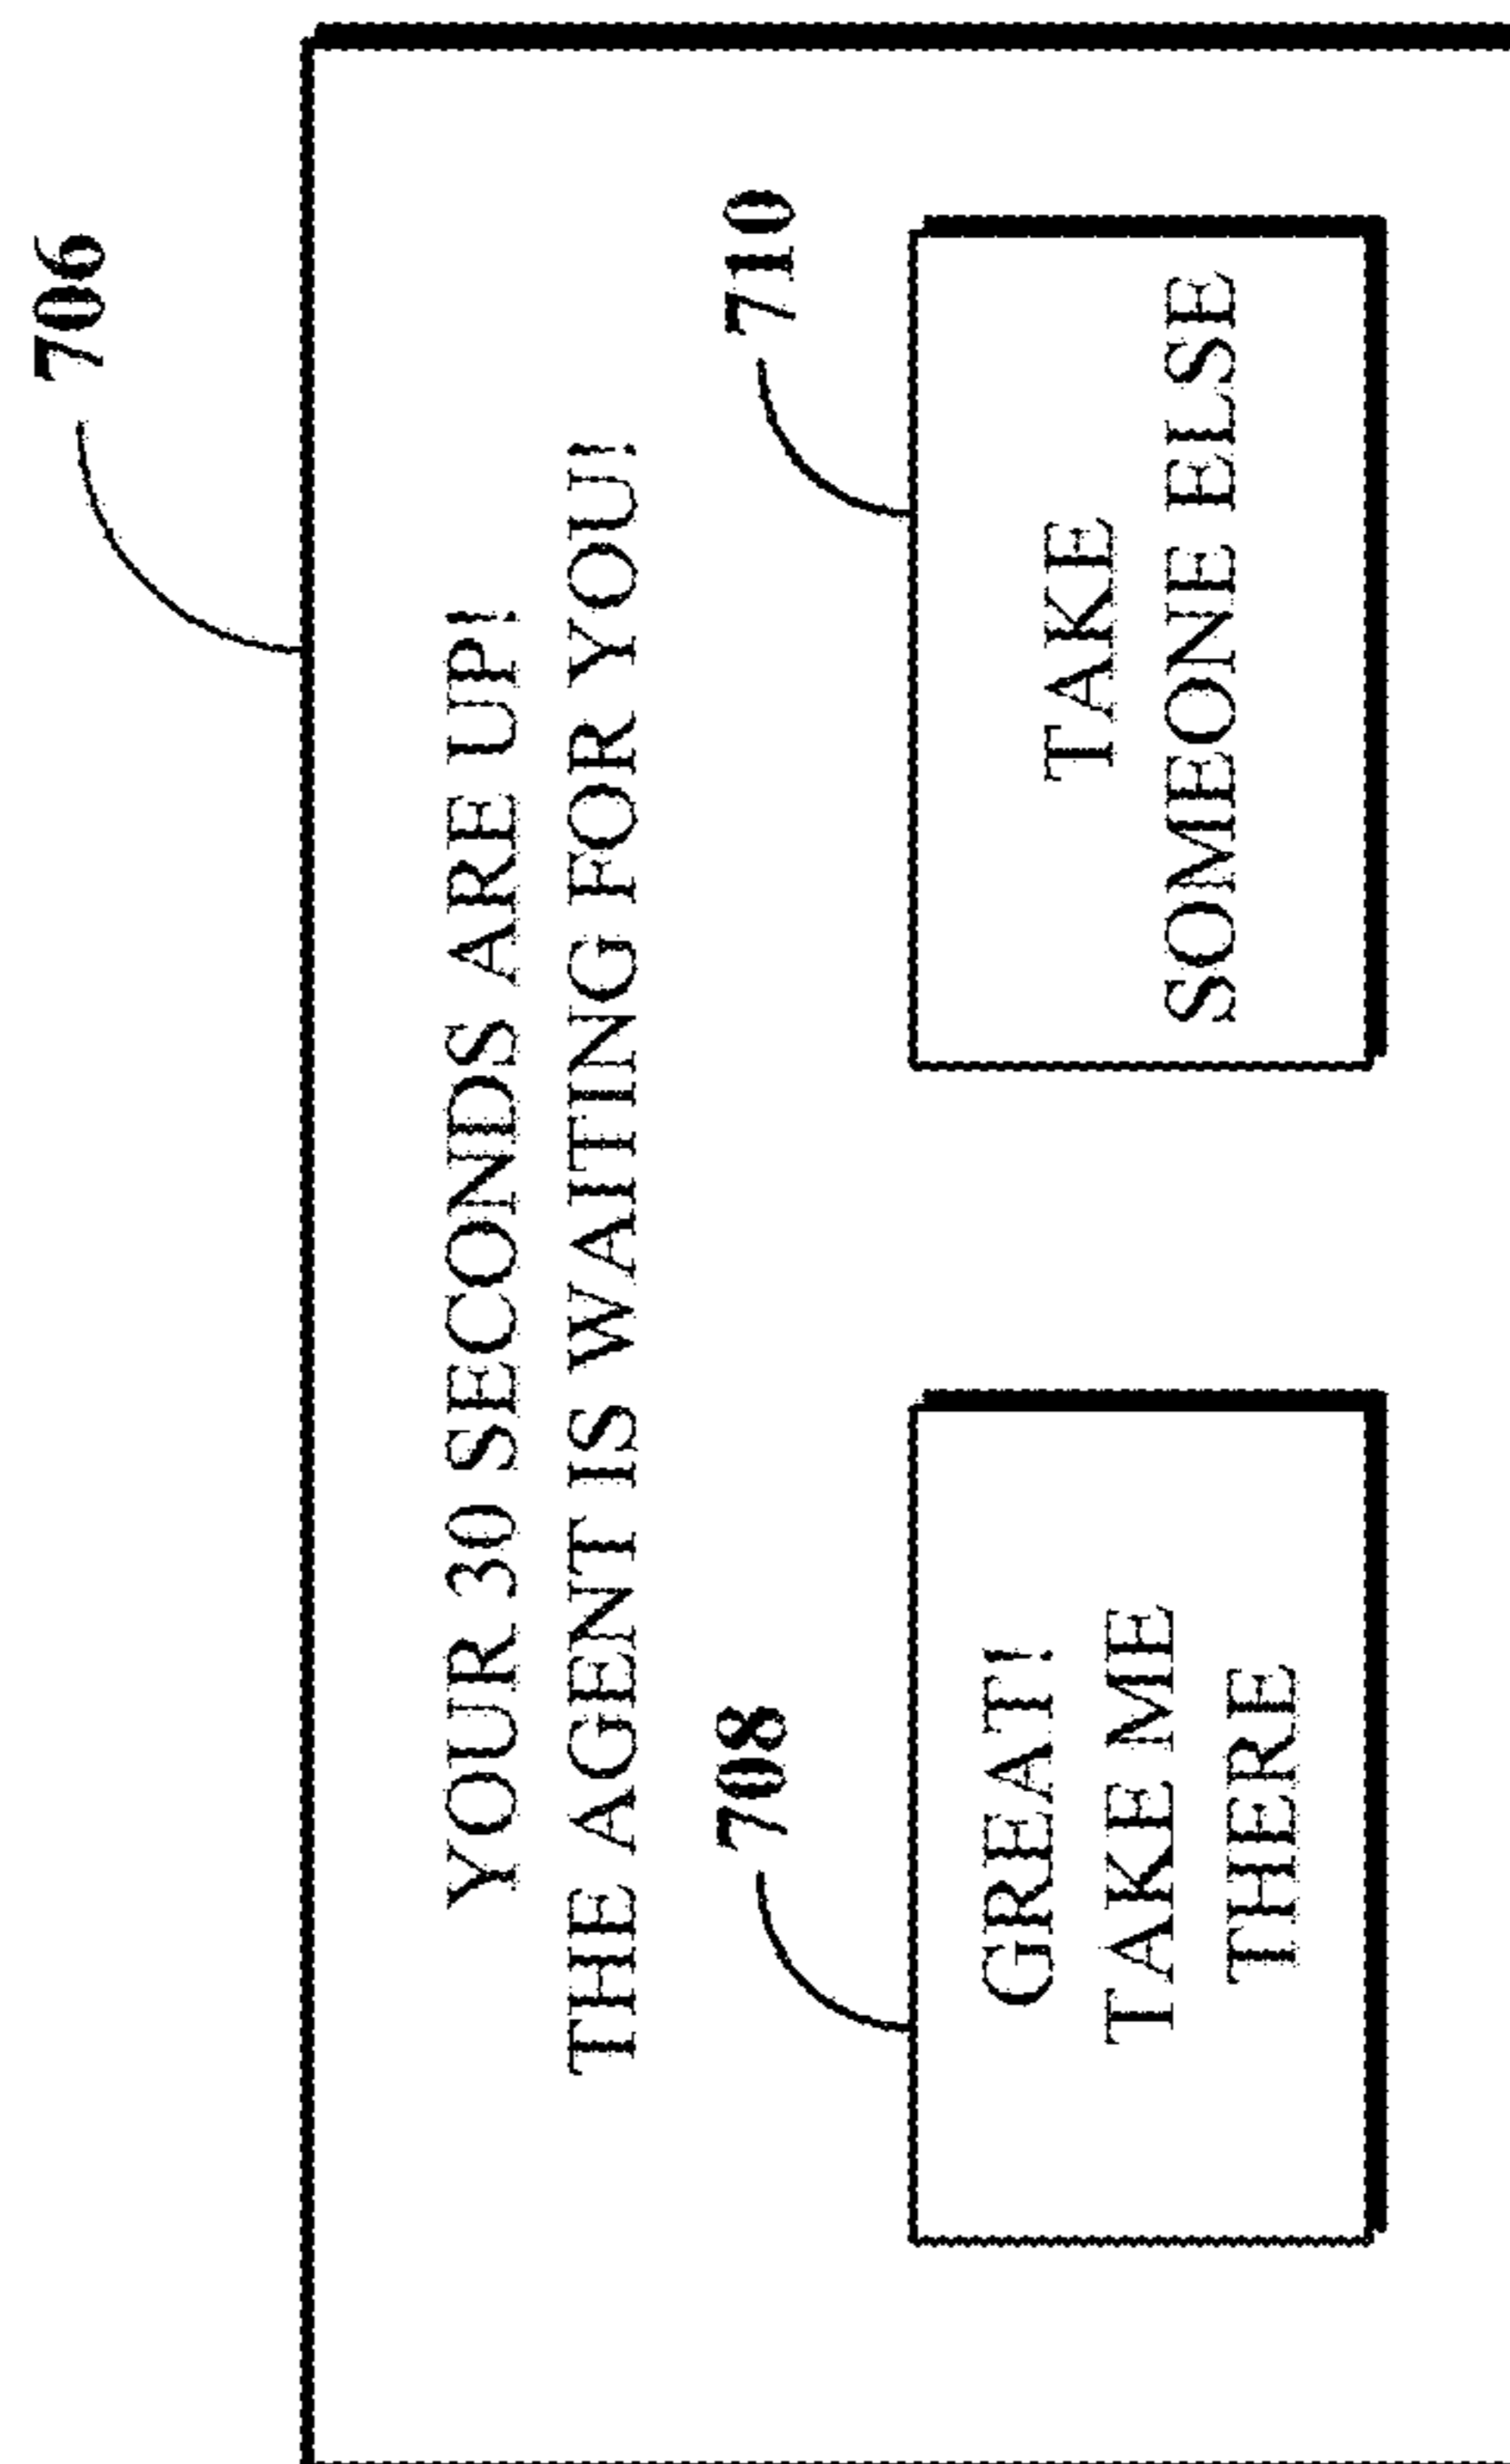 706
YOUR 30 SECONDS ARE UP!
THE AGENT IS WAITING FOR YOU!
708
710
GREAT!
TAKE ME
THERE
TAKE
SOMEONE ELSE